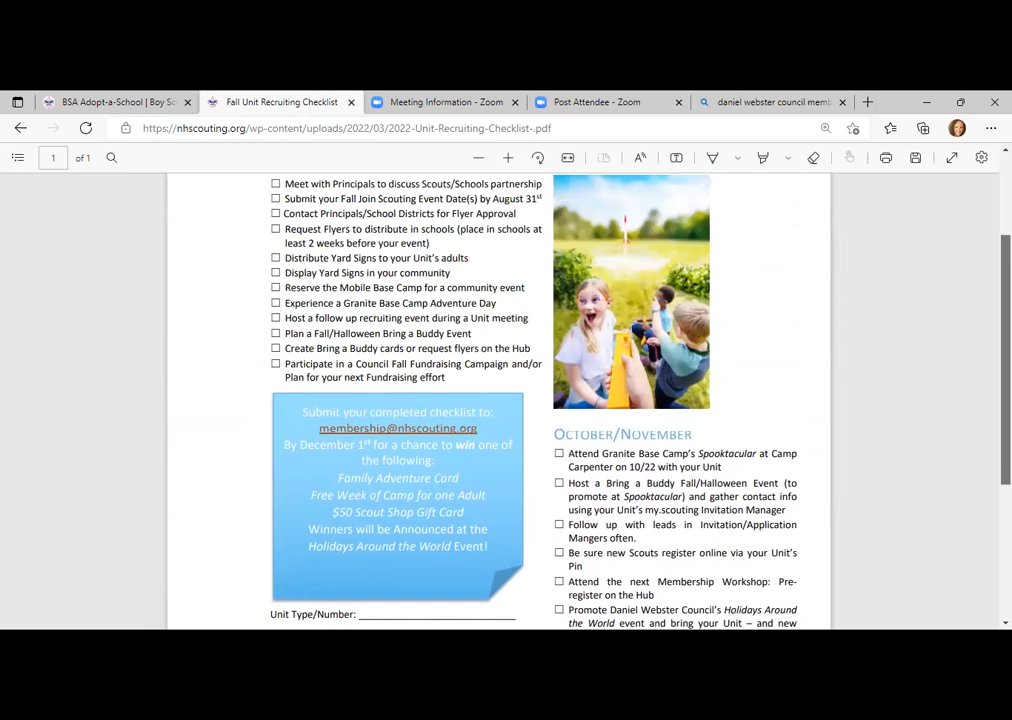 BSA Adopt-a-School | Boy Sc
Fall Unit Recruiting Checklist
Meeting Information - Zoom
Post Attendee - Zoom
daniel webster council memb
https://nhscouting.org/wp-content/uploads/2022/03/2022-Unit-Recruiting-Checklist-.pdf
1 of 1
Meet with Principals to discuss Scouts/Schools partnership
Submit your Fall Join Scouting Event Date(s) by August 31st
Contact Principals/School Districts for Flyer Approval
Request Flyers to distribute in schools (place in schools at
least 2 weeks before your event)
Distribute Yard Signs to your Unit's adults
Display Yard Signs in your community
Reserve the Mobile Base Camp for a community event
Experience a Granite Base Camp Adventure Day
Host a follow up recruiting event during a Unit meeting
Plan a Fall/Halloween Bring a Buddy Event
Create Bring a Buddy cards or request flyers on the Hub
Participate in a Council Fall Fundraising Campaign and/or
Plan for your next Fundraising effort
Submit your completed checklist to:
membership@nhscouting.org
By December 1st for a chance to win one of
the following:
Family Adventure Card
Free Week of Camp for one Adult
$50 Scout Shop Gift Card
Winners will be Announced at the
Holidays Around the World Event!
Unit Type/Number:
OCTOBER/NOVEMBER
Attend Granite Base Camp's Spooktacular at Camp
Carpenter on 10/22 with your Unit
Host a Bring a Buddy Fall/Halloween Event (to
promote at Spooktacular) and gather contact info
using your Unit's my.scouting Invitation Manager
Follow up with leads in Invitation/Application
Mangers often.
Be sure new Scouts register online via your Unit's
Pin
Attend the next Membership Workshop: Pre-
register on the Hub
Promote Daniel Webster Council's Holidays Around
the World event and bring your Unit – and new